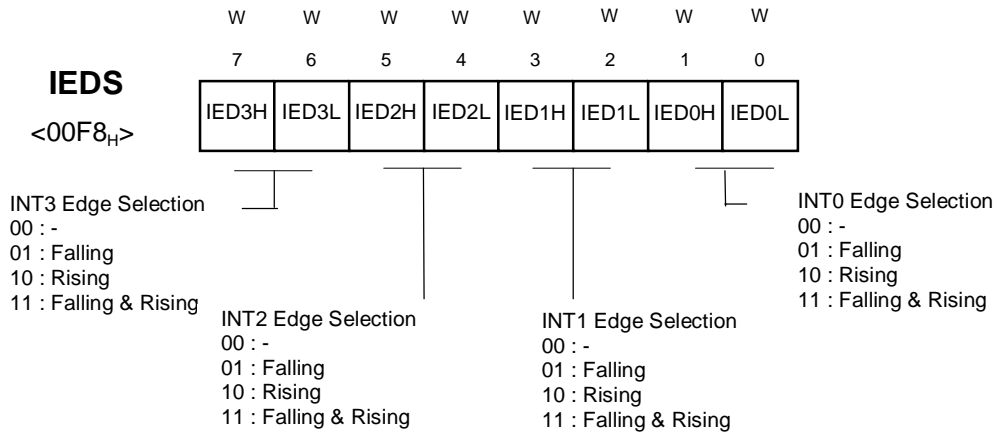 W W W W W W W W
7 6 5 4 3 2 1 0
IEDS
<00F8H>
IED3H IED3L IED2H IED2L IED1H IED1L IED0H IED0L
INT3 Edge Selection
00 : -
01 : Falling
10 : Rising
11 : Falling & Rising
INT2 Edge Selection
00 : -
01 : Falling
10 : Rising
11 : Falling & Rising
INT1 Edge Selection
00 : -
01 : Falling
10 : Rising
11 : Falling & Rising
INT0 Edge Selection
00 : -
01 : Falling
10 : Rising
11 : Falling & Rising